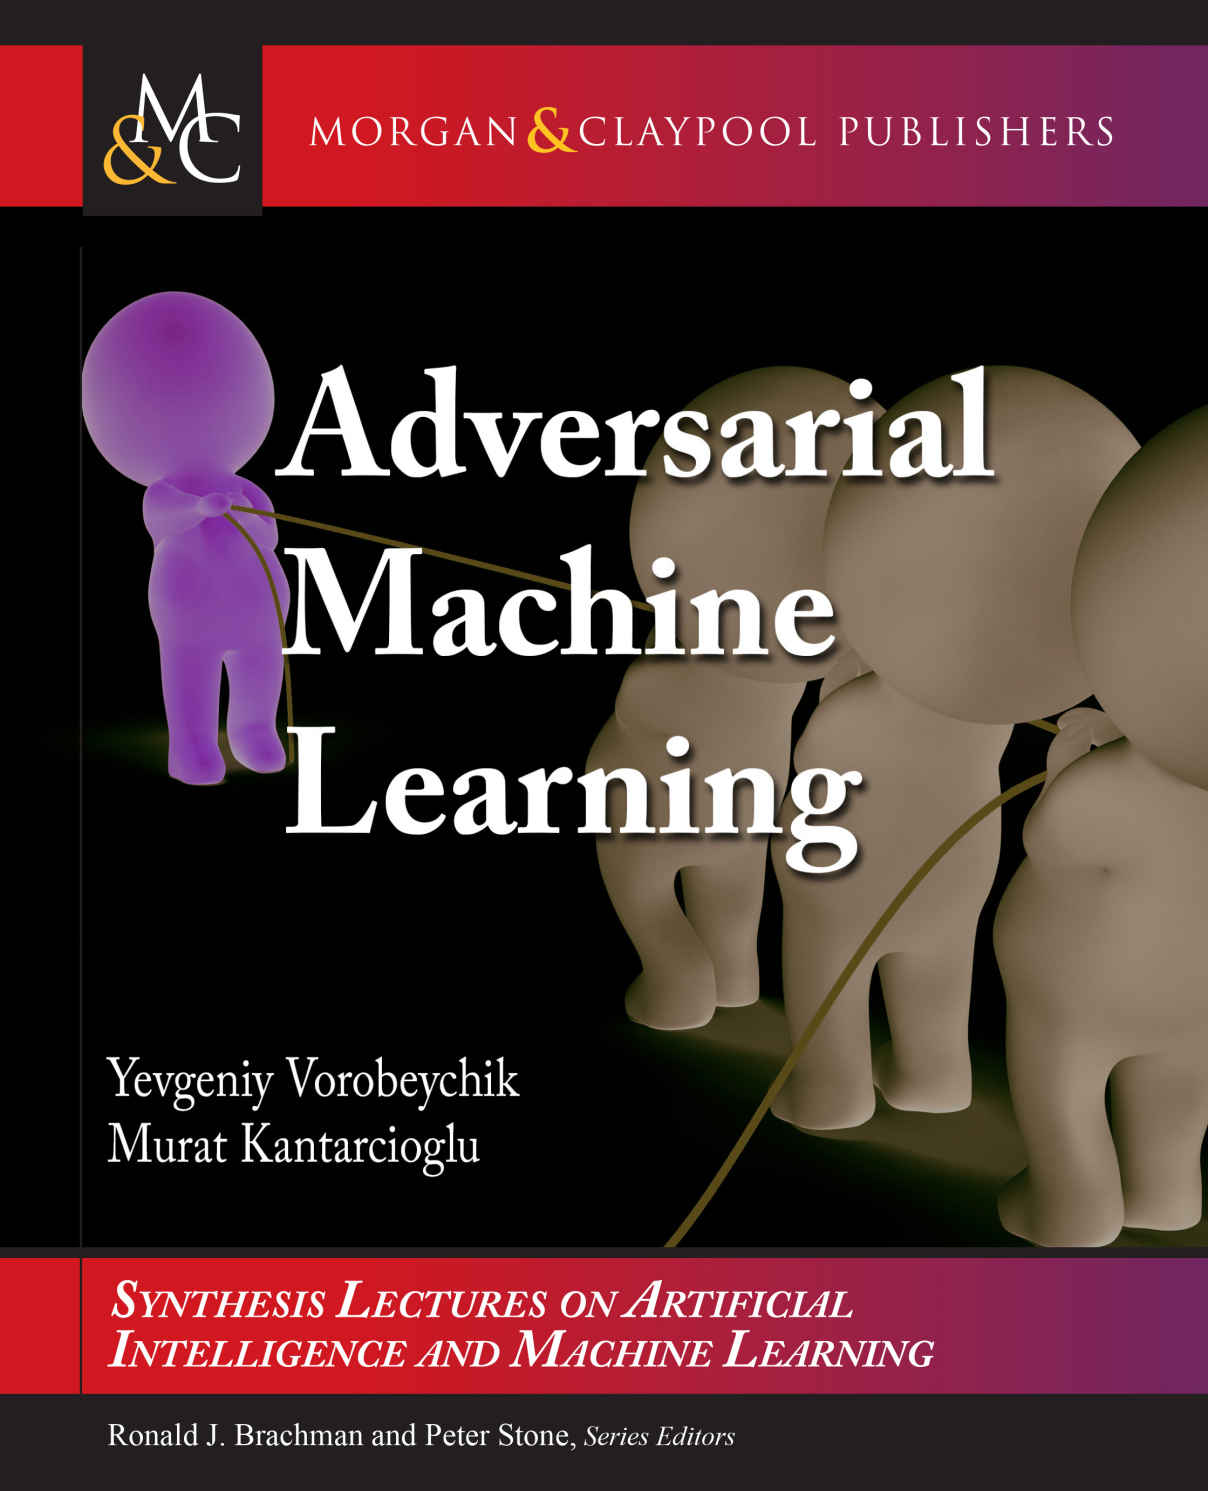 M&C
MORGAN & CLAYPOOL PUBLISHERS
Adversarial
Machine
Learning
Yevgeniy Vorobeychik
Murat Kantarcioglu
SYNTHESIS LECTURES ON ARTIFICIAL
INTELLIGENCE AND MACHINE LEARNING
Ronald J. Brachman and Peter Stone, Series Editors